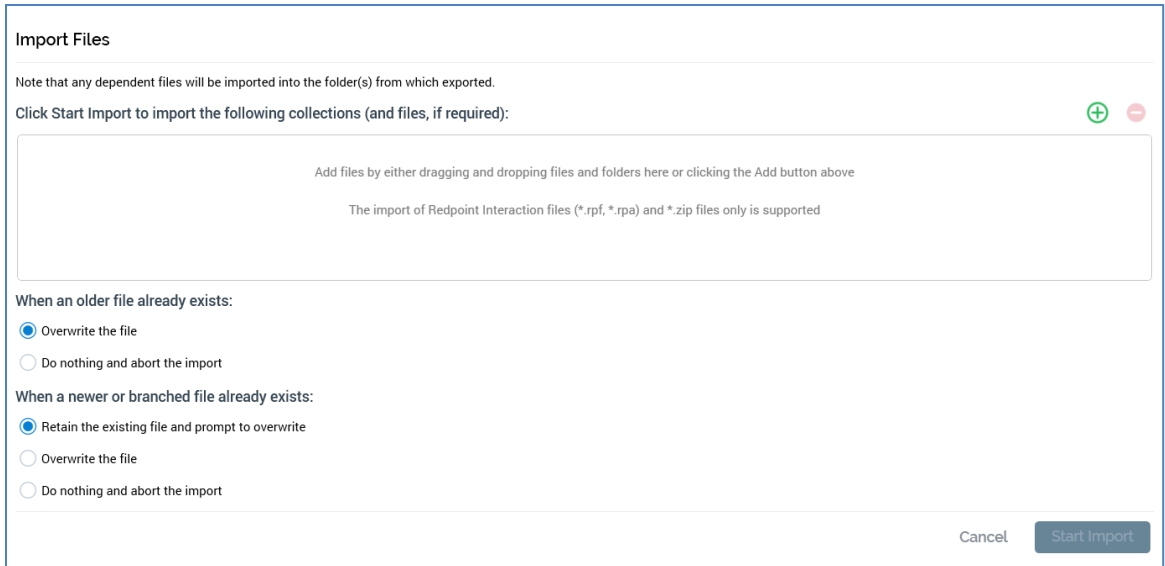 Import Files
Note that any dependent files will be imported into the folder(s) from which exported.
Click Start Import to import the following collections (and files, if required):
Add files by either dragging and dropping files and folders here or clicking the Add button above
The import of Redpoint Interaction files (*.rpf, *.rpa) and *.zip files only is supported
When an older file already exists:
Overwrite the file
Do nothing and abort the import
When a newer or branched file already exists:
Retain the existing file and prompt to overwrite
Overwrite the file
Do nothing and abort the import
Cancel Start Import